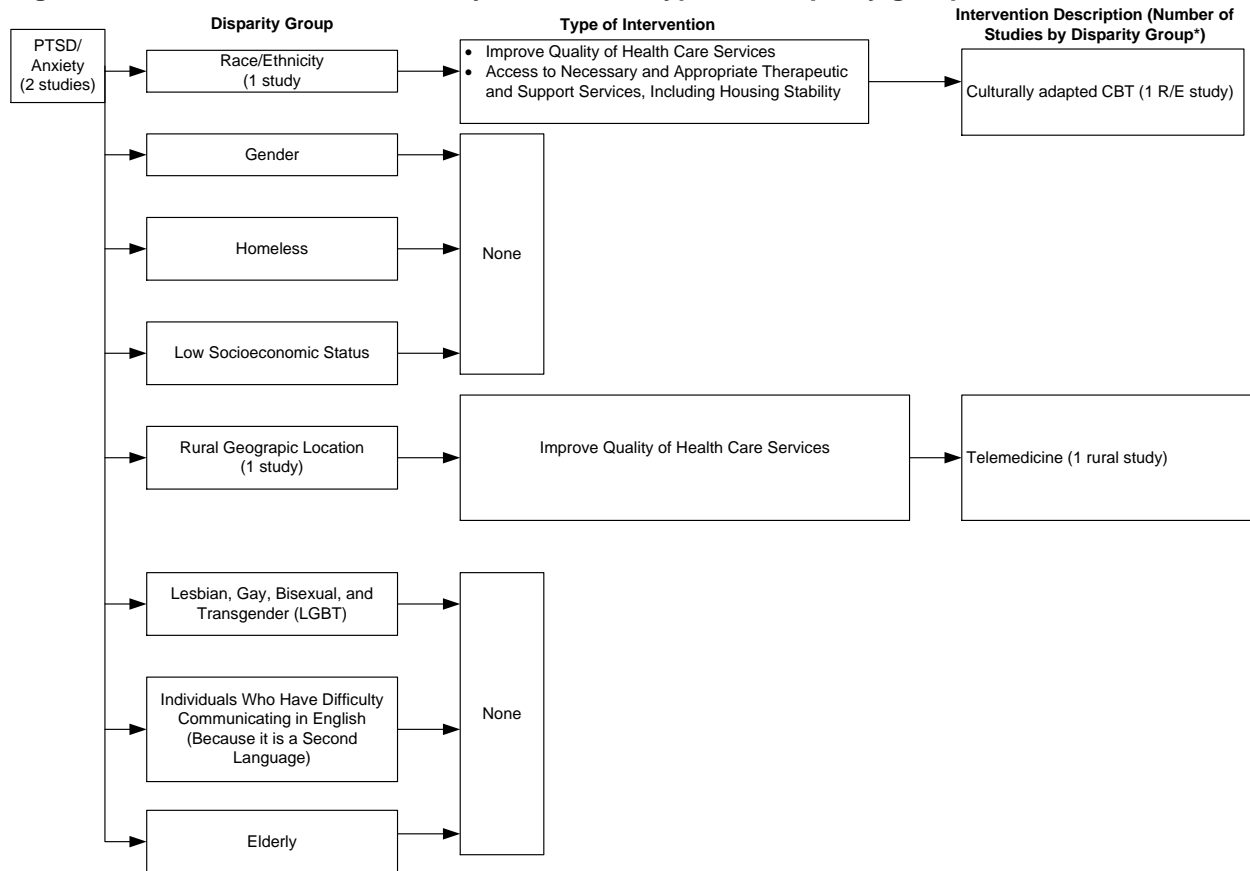 Disparity Group
Type of Intervention
Intervention Description (Number of
Studies by Disparity Group*)
PTSD/
Anxiety
(2 studies)
Race/Ethnicity
(1 study
• Improve Quality of Health Care Services
• Access to Necessary and Appropriate Therapeutic
and Support Services, Including Housing Stability
Culturally adapted CBT (1 R/E study)
Gender
Homeless
None
Low Socioeconomic Status
Rural Geograpic Location
(1 study)
Improve Quality of Health Care Services
Telemedicine (1 rural study)
Lesbian, Gay, Bisexual, and
Transgender (LGBT)
Individuals Who Have Difficulty
Communicating in English
(Because it is a Second
Language)
None
Elderly